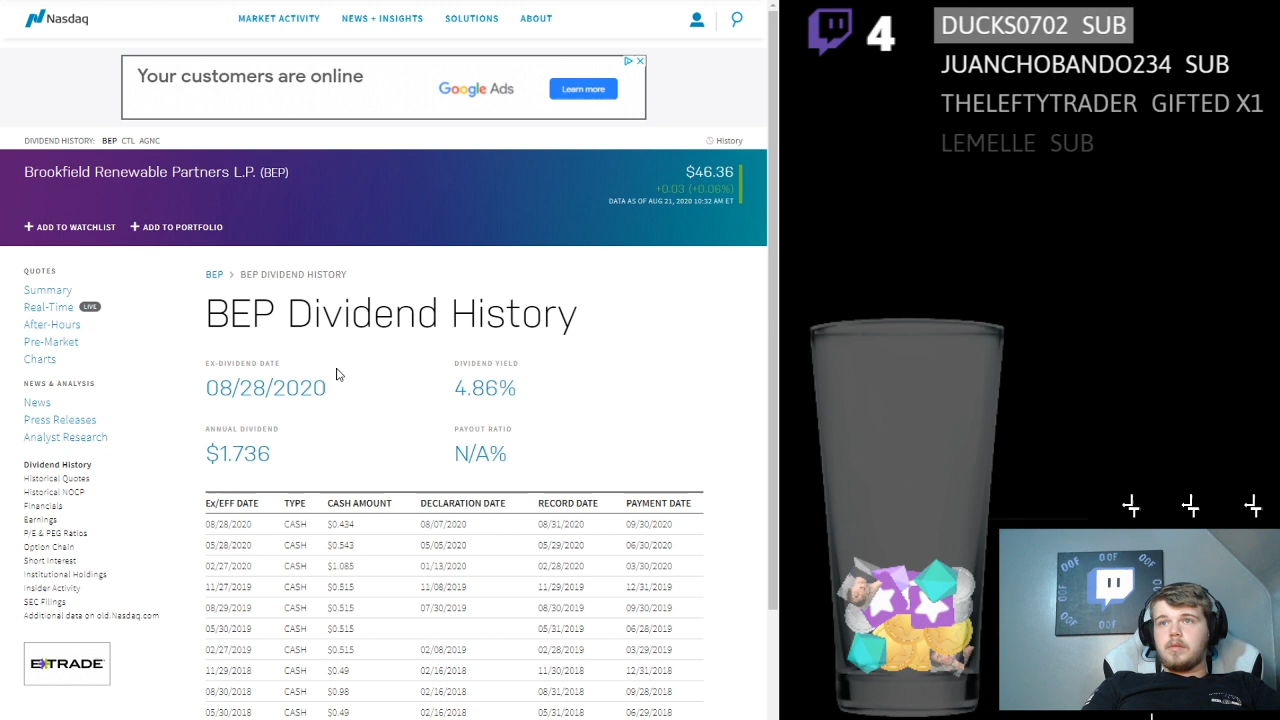 Nasdaq
MARKET ACTIVITY NEWS + INSIGHTS SOLUTIONS ABOUT
Your customers are online
Google Ads
Learn more
DIVIDEND HISTORY: BEP CTL AGNC
History
Brookfield Renewable Partners L.P. (BEP)
$46.36
+0.03 (+0.06%)
DATA AS OF AUG 21, 2020 10:32 AM ET
+ ADD TO WATCHLIST + ADD TO PORTFOLIO
QUOTES
Summary
Real-Time LIVE
After-Hours
Pre-Market
Charts
NEWS & ANALYSIS
News
Press Releases
Analyst Research
Dividend History
Historical Quotes
Historical NOCP
Financials
Earnings
P/E & PEG Ratios
Option Chain
Short Interest
Institutional Holdings
Insider Activity
SEC Filings
Additional data on old.Nasdaq.com
E*TRADE
BEP > BEP DIVIDEND HISTORY
BEP Dividend History
EX-DIVIDEND DATE
08/28/2020
DIVIDEND YIELD
4.86%
ANNUAL DIVIDEND
$1.736
PAYOUT RATIO
N/A%
Ex/EFF DATE TYPE CASH AMOUNT DECLARATION DATE RECORD DATE PAYMENT DATE
08/28/2020 CASH $0.434 08/07/2020 08/31/2020 09/30/2020
05/28/2020 CASH $0.543 05/05/2020 05/29/2020 06/30/2020
02/27/2020 CASH $1.085 01/13/2020 02/28/2020 03/30/2020
11/27/2019 CASH $0.515 11/08/2019 11/29/2019 12/31/2019
08/29/2019 CASH $0.515 07/30/2019 08/30/2019 09/30/2019
05/30/2019 CASH $0.515 05/31/2019 06/28/2019
02/27/2019 CASH $0.515 02/08/2019 02/28/2019 03/29/2019
11/29/2018 CASH $0.49 02/16/2018 11/30/2018 12/31/2018
08/30/2018 CASH $0.98 02/16/2018 08/31/2018 09/28/2018
05/30/2018 CASH $0.49 02/16/2018 05/31/2018 06/29/2018
4
DUCKS0702 SUB
JUANCHOBANDO234 SUB
THELEFTYTRADER GIFTED X1
LEMELLE SUB
OOF
OOF
OOF
OOF